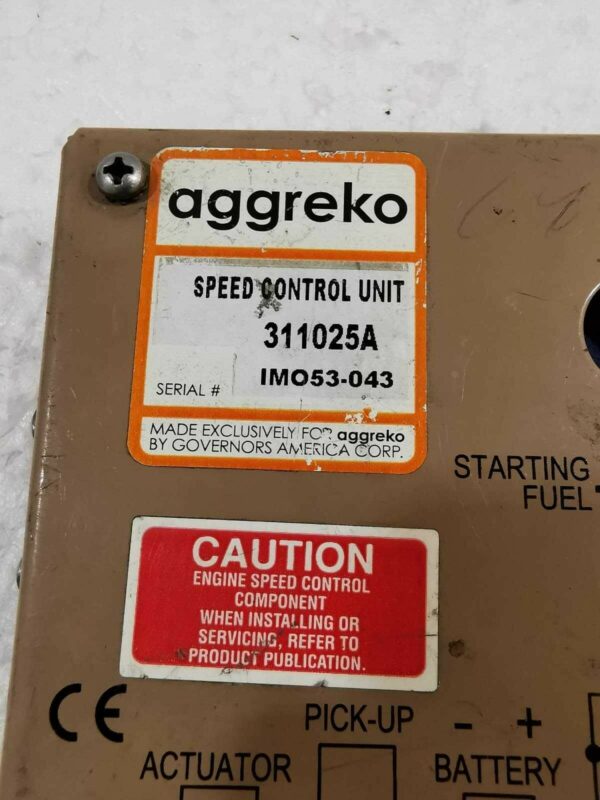 aggreko
SPEED CONTROL UNIT
311025A
SERIAL # IMO53-043
MADE EXCLUSIVELY FOR aggreko
BY GOVERNORS AMERICA CORP.
STARTING
FUEL
CAUTION
ENGINE SPEED CONTROL
COMPONENT
WHEN INSTALLING OR
SERVICING, REFER TO
PRODUCT PUBLICATION.
CE
PICK-UP - +
ACTUATOR BATTERY